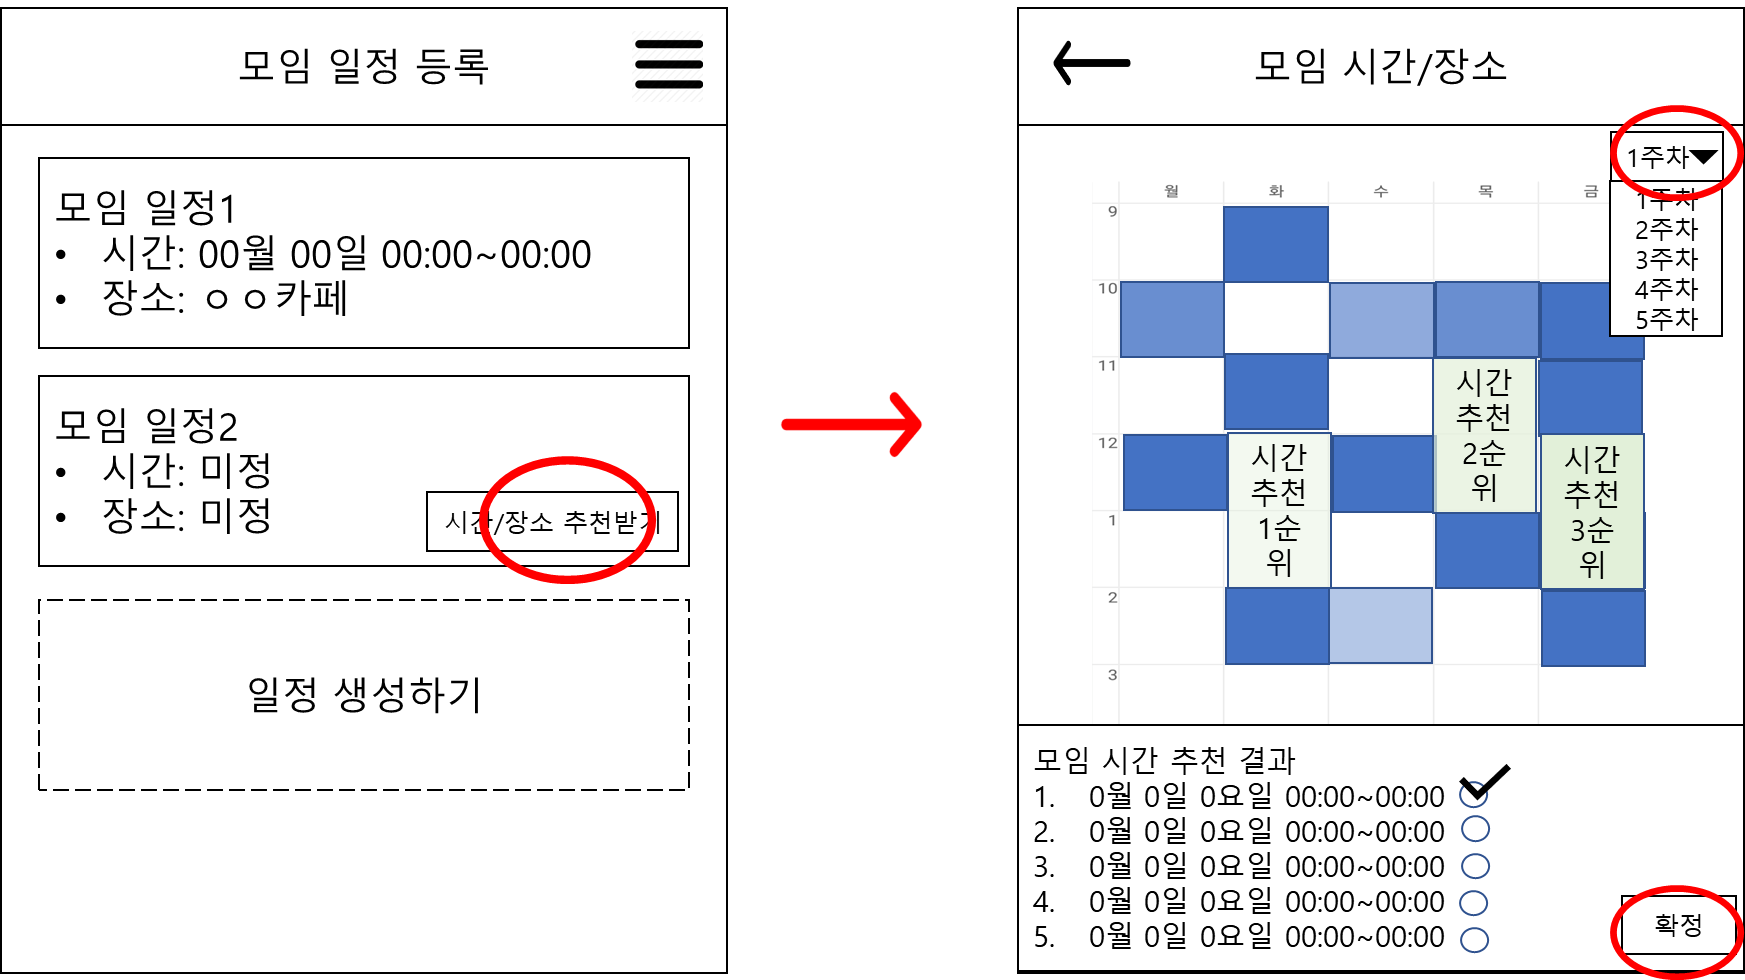 모임 일정 등록
모임 일정1
• 시간: 00월 00일 00:00~00:00
• 장소: ㅇㅇ카페
모임 일정2
• 시간: 미정
• 장소: 미정
시간/장소 추천받기
일정 생성하기
모임 시간/장소
1주차
1주차
2주차
3주차
4주차
5주차
월 화 수 목 금
9
10
11
12
1
2
3
시간
추천
1순
위
시간
추천
2순
위
시간
추천
3순
위
모임 시간 추천 결과
1. 0월 0일 0요일 00:00~00:00
2. 0월 0일 0요일 00:00~00:00
3. 0월 0일 0요일 00:00~00:00
4. 0월 0일 0요일 00:00~00:00
5. 0월 0일 0요일 00:00~00:00
확정